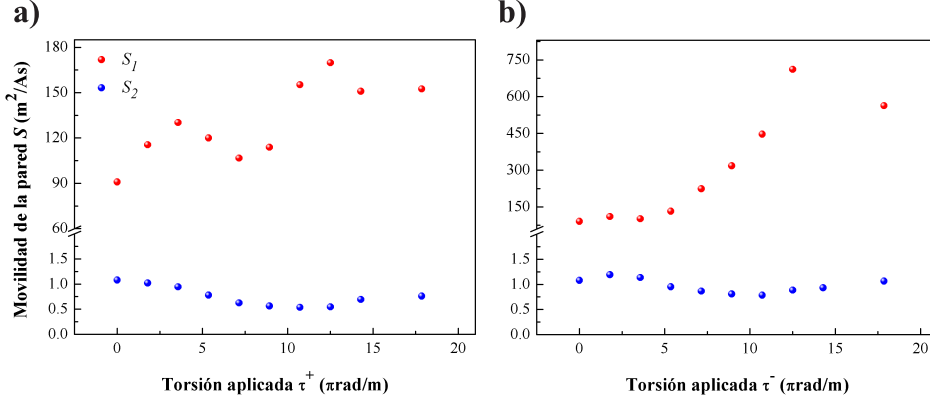 a)
Movilidad de la pared S (m²/As)
180
150
120
90
60
1.5
1.0
0.5
0.0
S₁
S₂
0 5 10 15 20
Torsión aplicada τ⁺ (πrad/m)
b)
750
600
450
300
150
1.5
1.0
0.5
0.0
0 5 10 15 20
Torsión aplicada τ⁻ (πrad/m)